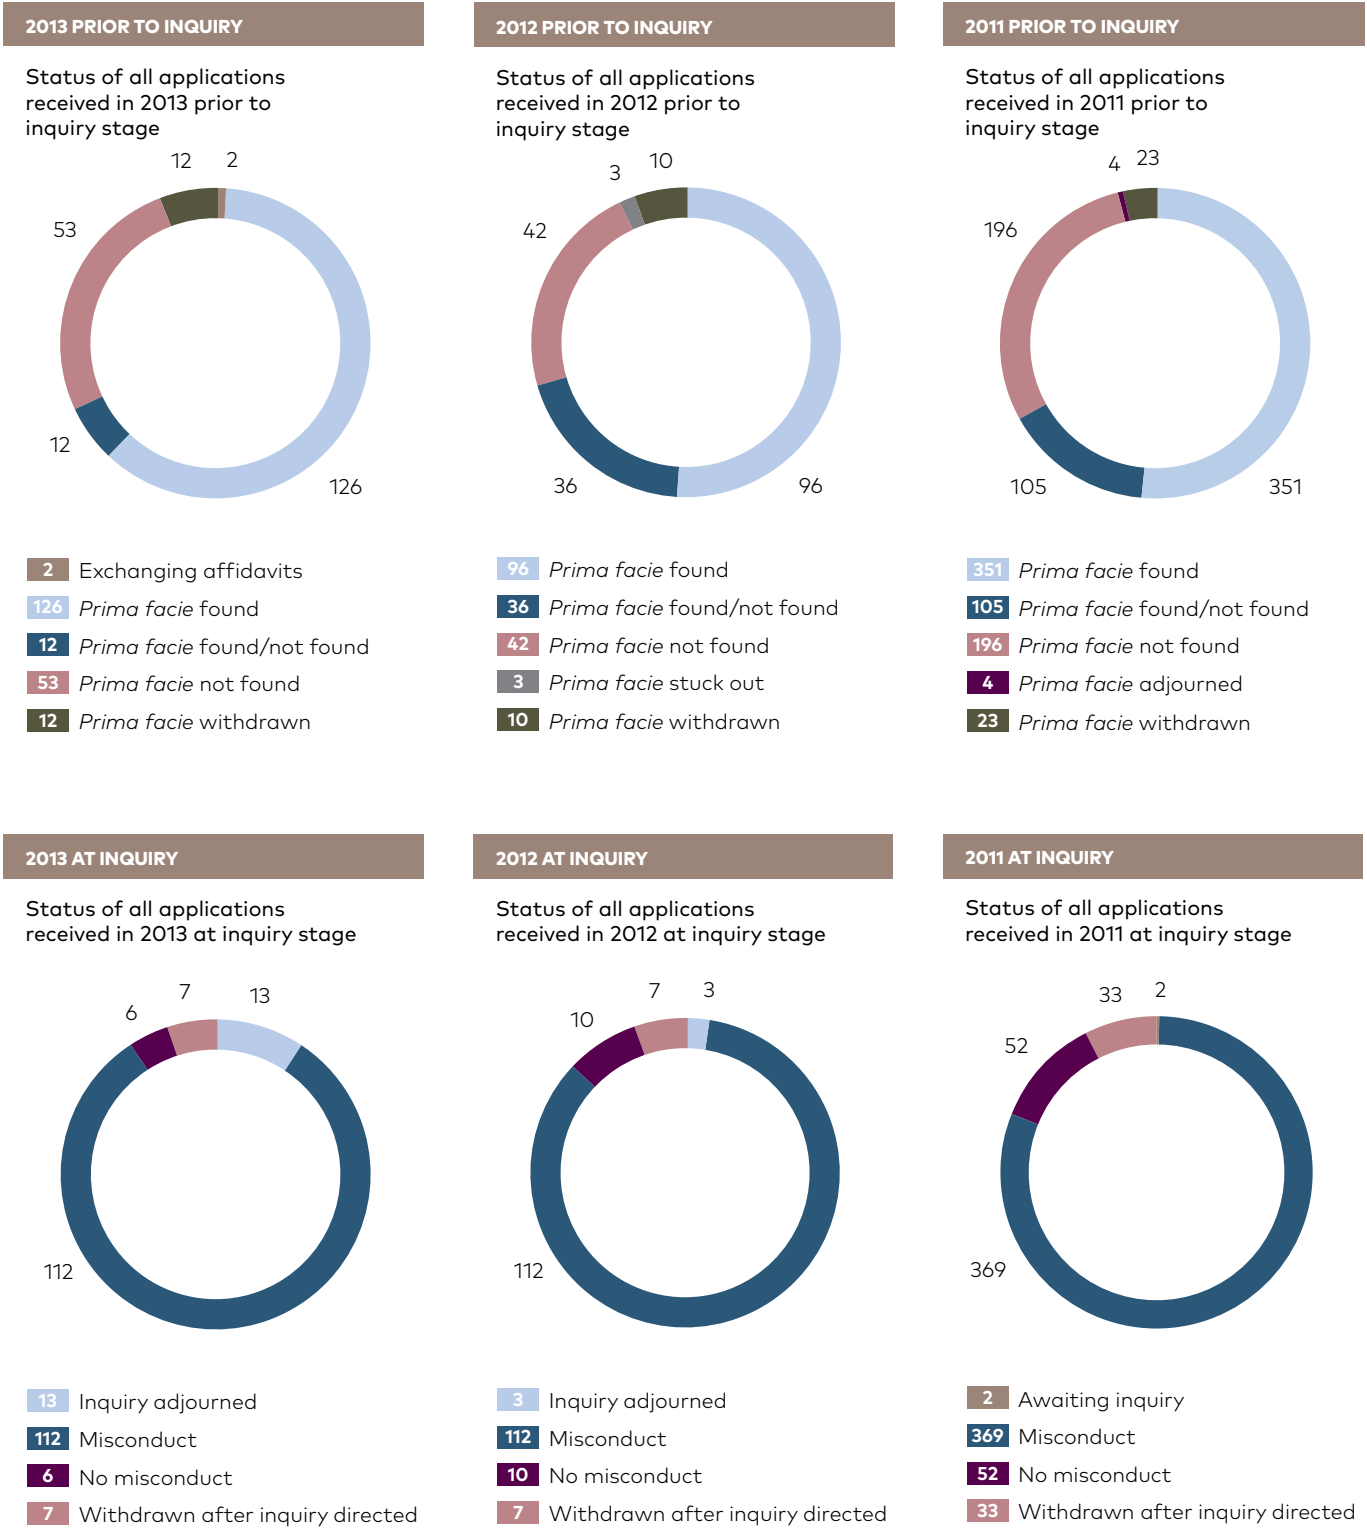 2013 PRIOR TO INQUIRY
Status of all applications
received in 2013 prior to
inquiry stage
12
2
53
12
126
2 Exchanging affidavits
126 Prima facie found
12 Prima facie found/not found
53 Prima facie not found
12 Prima facie withdrawn
2012 PRIOR TO INQUIRY
Status of all applications
received in 2012 prior to
inquiry stage
3
10
42
36
96
96 Prima facie found
36 Prima facie found/not found
42 Prima facie not found
3 Prima facie stuck out
10 Prima facie withdrawn
2011 PRIOR TO INQUIRY
Status of all applications
received in 2011 prior to
inquiry stage
4
23
196
105
351
351 Prima facie found
105 Prima facie found/not found
196 Prima facie not found
4 Prima facie adjourned
23 Prima facie withdrawn
2013 AT INQUIRY
Status of all applications
received in 2013 at inquiry stage
6
7
13
112
13 Inquiry adjourned
112 Misconduct
6 No misconduct
7 Withdrawn after inquiry directed
2012 AT INQUIRY
Status of all applications
received in 2012 at inquiry stage
10
7
3
112
3 Inquiry adjourned
112 Misconduct
10 No misconduct
7 Withdrawn after inquiry directed
2011 AT INQUIRY
Status of all applications
received in 2011 at inquiry stage
52
33
2
369
2 Awaiting inquiry
369 Misconduct
52 No misconduct
33 Withdrawn after inquiry directed